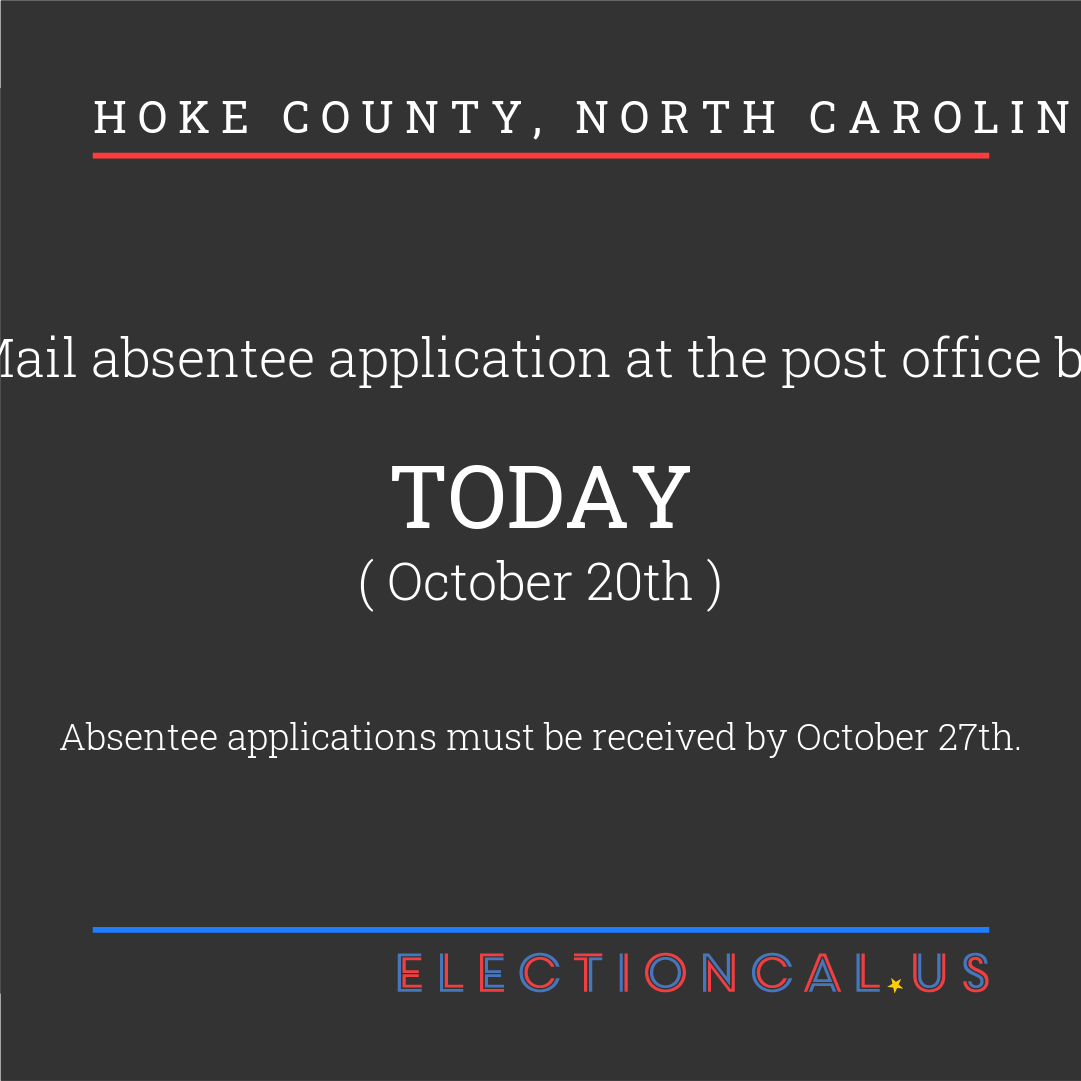 HOKE COUNTY, NORTH CAROLIN
Mail absentee application at the post office b
TODAY
( October 20th )
Absentee applications must be received by October 27th.
ELECTIONCAL.US